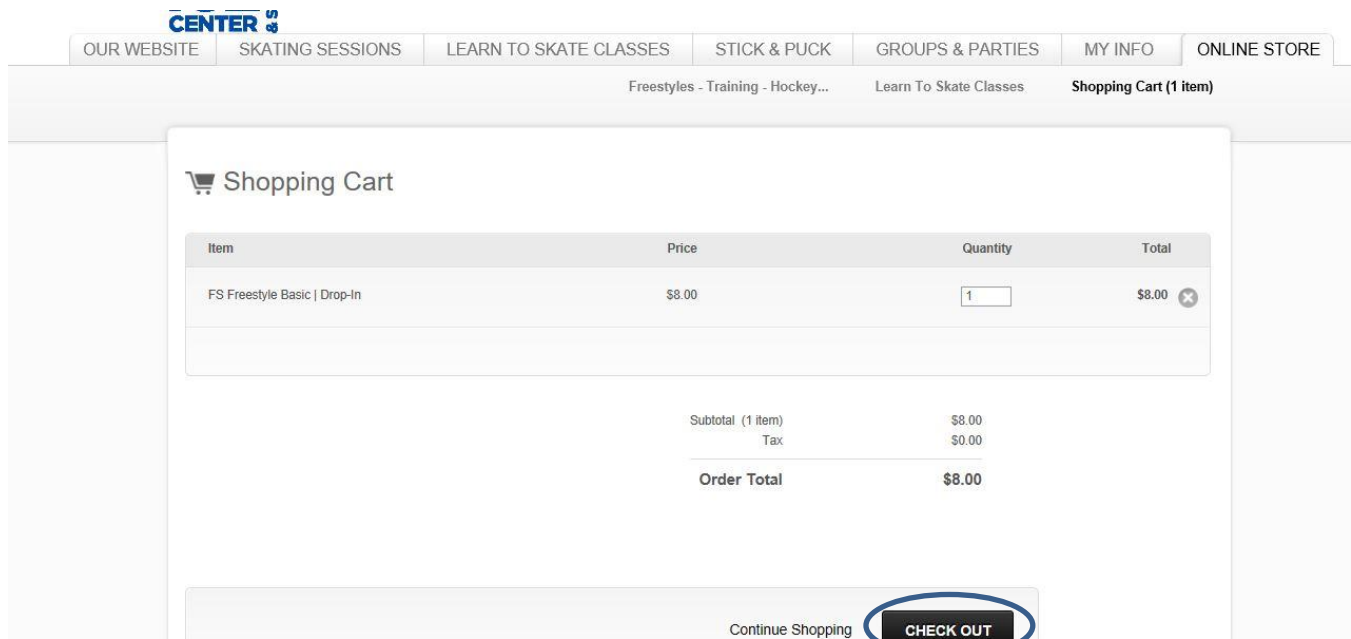 CENTER & S
OUR WEBSITE SKATING SESSIONS LEARN TO SKATE CLASSES STICK & PUCK GROUPS & PARTIES MY INFO ONLINE STORE
Freestyles - Training - Hockey... Learn To Skate Classes Shopping Cart (1 item)
Shopping Cart
Item Price Quantity Total
FS Freestyle Basic | Drop-In $8.00 1 $8.00
Subtotal (1 item) $8.00
Tax $0.00
Order Total $8.00
Continue Shopping CHECK OUT